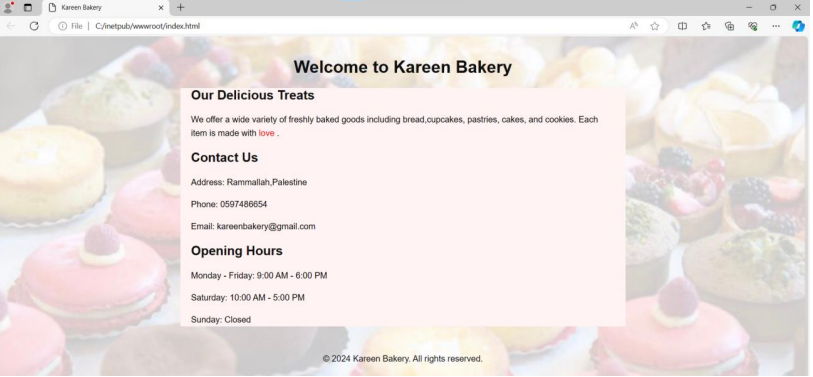 Kareen Bakery
File | C:/inetpub/wwwroot/index.html
Welcome to Kareen Bakery
Our Delicious Treats
We offer a wide variety of freshly baked goods including bread,cupcakes, pastries, cakes, and cookies. Each
item is made with love .
Contact Us
Address: Rammallah,Palestine
Phone: 0597486654
Email: kareenbakery@gmail.com
Opening Hours
Monday - Friday: 9:00 AM - 6:00 PM
Saturday: 10:00 AM - 5:00 PM
Sunday: Closed
© 2024 Kareen Bakery. All rights reserved.